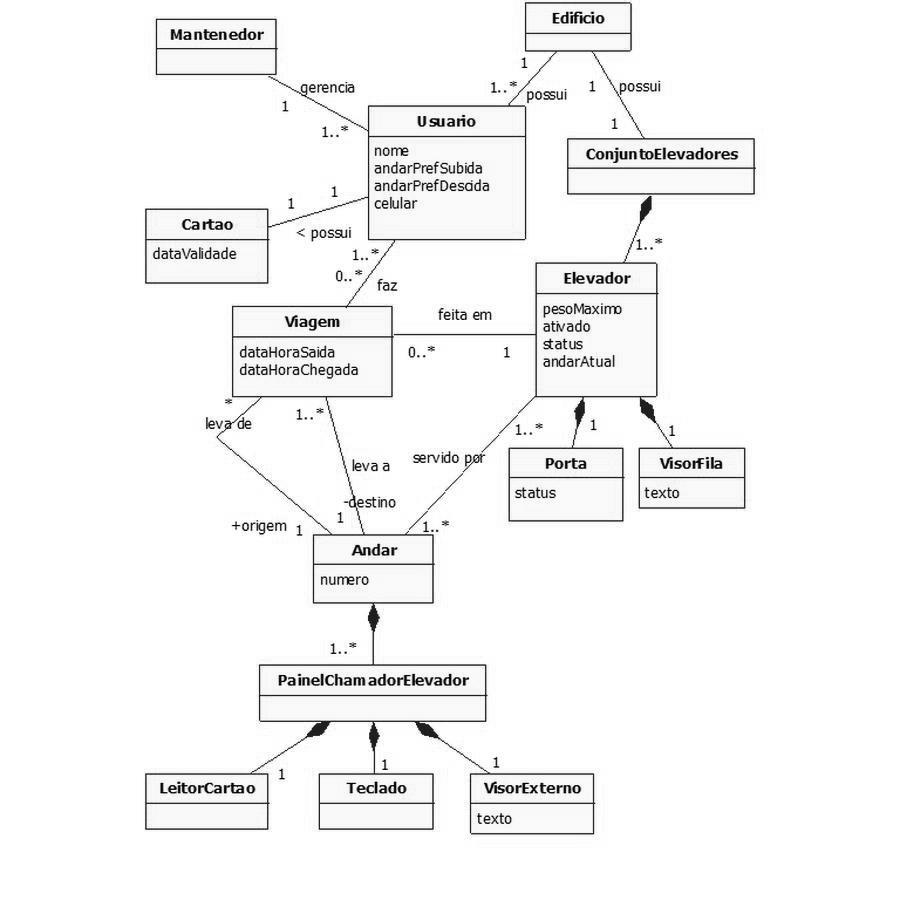 Edificio
Mantenedor
1
gerencia
1
1..*
possui
1
possui
1..*
1
Usuario
nome
andarPrefSubida
andarPrefDescida
celular
ConjuntoElevadores
1
1
< possui
Cartao
dataValidade
1..*
1..*
0..*
faz
Elevador
pesoMaximo
ativado
status
andarAtual
Viagem
dataHoraSaida
dataHoraChegada
feita em
0..*
1
*
leva de
1..*
leva a
-destino
1
+origem
1
servido por
1..*
1..*
1
1
Porta
status
VisorFila
texto
Andar
numero
1..*
PainelChamadorElevador
1
1
1
LeitorCartao
Teclado
VisorExterno
texto